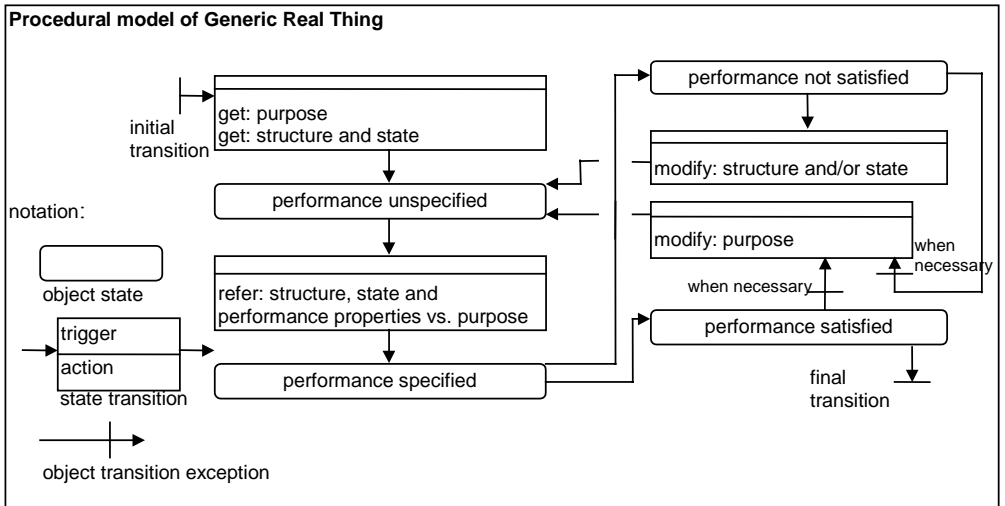 Procedural model of Generic Real Thing
initial
transition
get: purpose
get: structure and state
performance unspecified
refer: structure, state and
performance properties vs. purpose
performance specified
performance not satisfied
modify: structure and/or state
modify: purpose
when
necessary
when necessary
performance satisfied
final
transition
notation:
object state
trigger
action
state transition
object transition exception